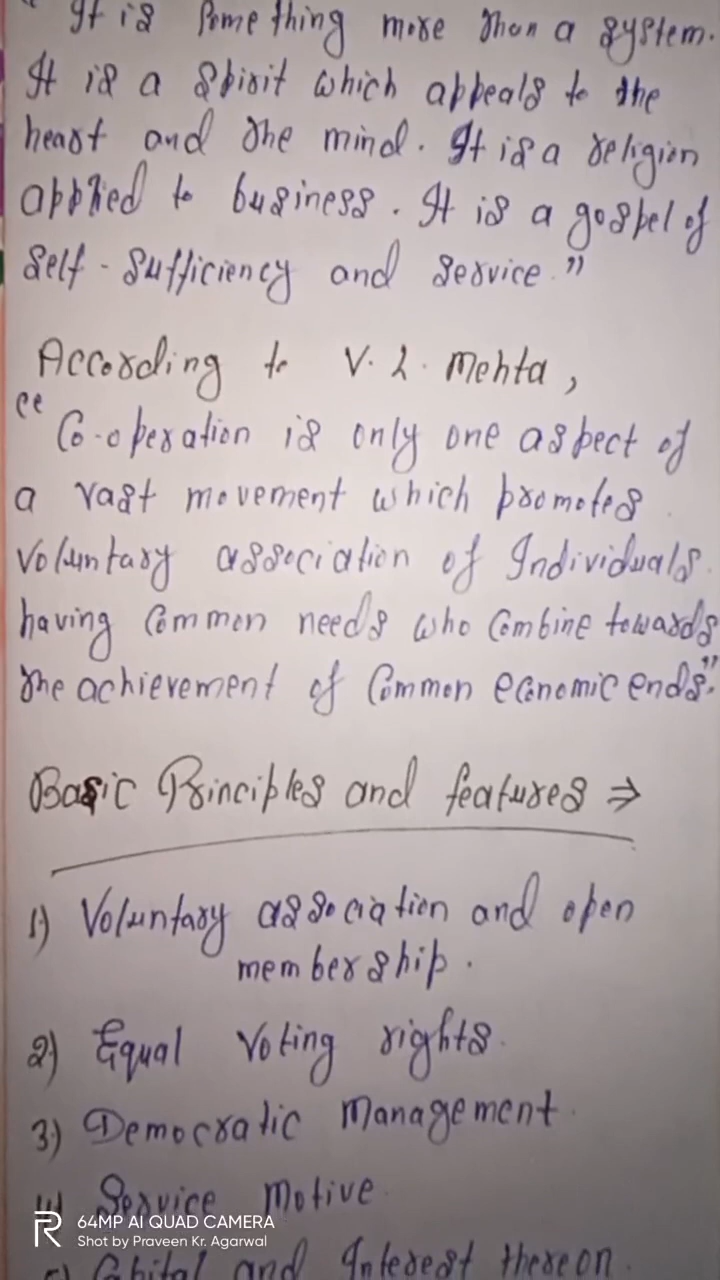 " It is Something more than a system.
It is a Spirit which appeals to the
heart and the mind. It is a religion
applied to business. It is a gospel of
Self - Sufficiency and service."
According to V. L. Mehta,
" Co-operation is only one aspect of
a vast movement which promotes
Voluntary association of Individuals
having Common needs who Combine towards
the achievement of Common economic ends."
Basic Principles and features ⇒
1) Voluntary association and open
membership.
2) Equal Voting rights.
3) Democratic Management.
4) Service Motive
5) Capital and Interest thereon.
64MP AI QUAD CAMERA
Shot by Praveen Kr. Agarwal